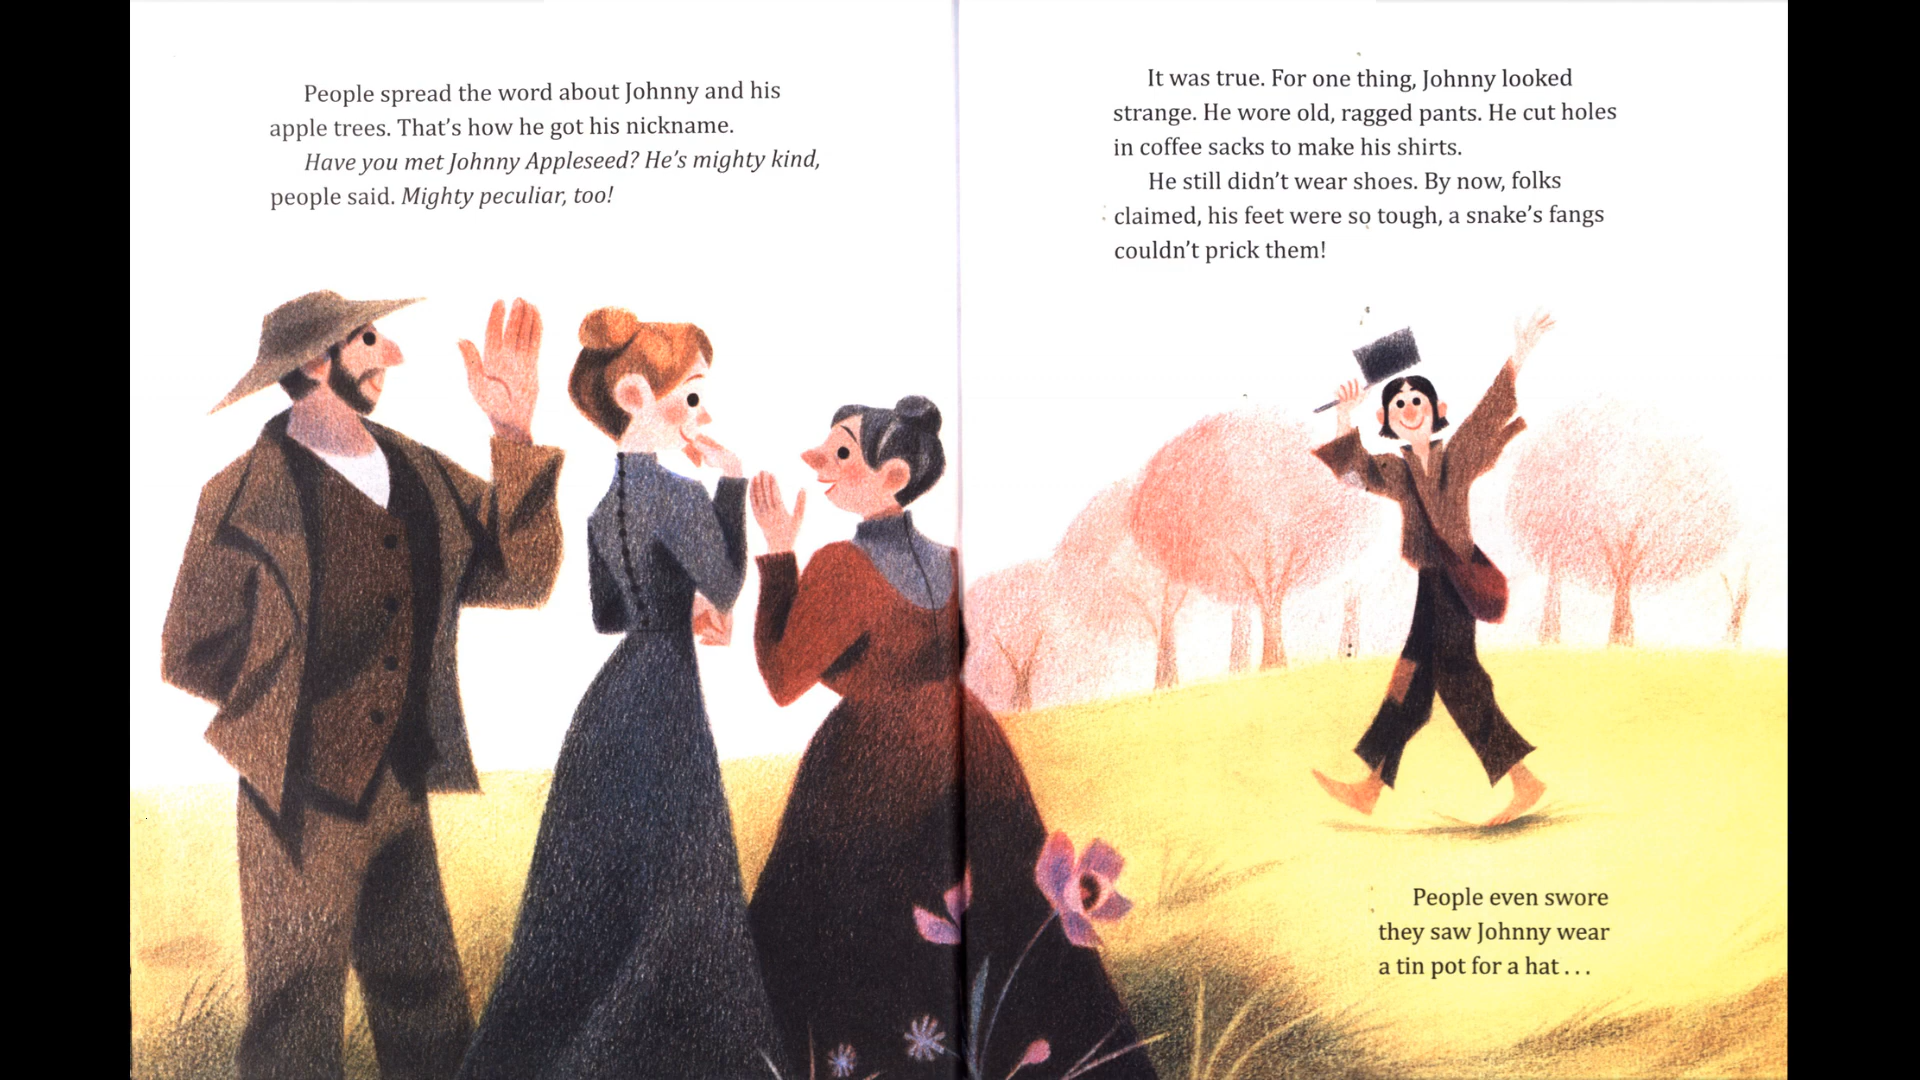 People spread the word about Johnny and his
apple trees. That's how he got his nickname.
Have you met Johnny Appleseed? He's mighty kind,
people said. Mighty peculiar, too!
It was true. For one thing, Johnny looked
strange. He wore old, ragged pants. He cut holes
in coffee sacks to make his shirts.
He still didn't wear shoes. By now, folks
claimed, his feet were so tough, a snake's fangs
couldn't prick them!
People even swore
they saw Johnny wear
a tin pot for a hat . . .